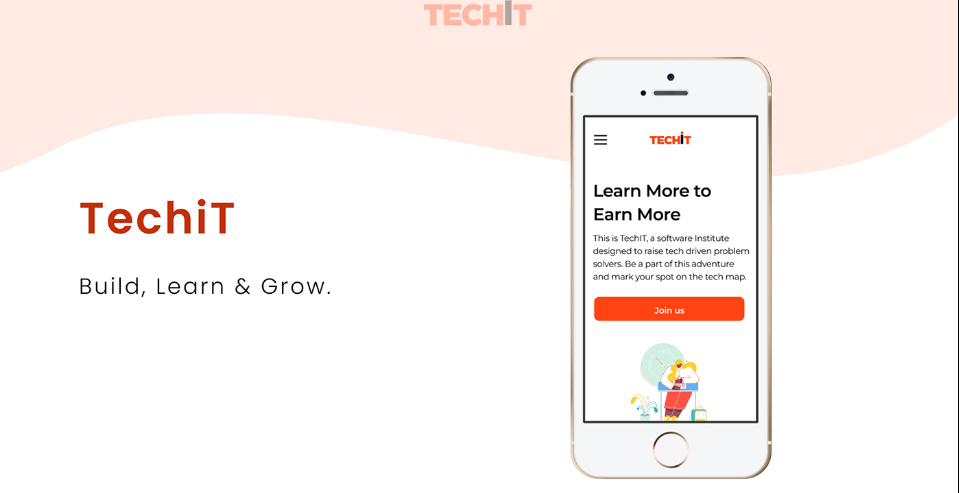 TECHIT
TechiT
Build, Learn & Grow.
TECHiT
Learn More to
Earn More
This is TechIT, a software Institute
designed to raise tech driven problem
solvers. Be a part of this adventure
and mark your spot on the tech map.
Join us